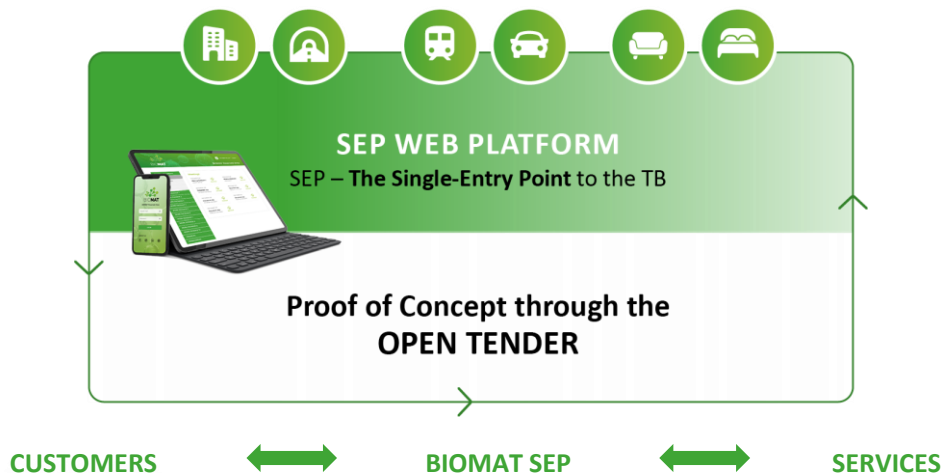 SEP WEB PLATFORM
SEP – The Single-Entry Point to the TB
BIOMAT
Proof of Concept through the
OPEN TENDER
CUSTOMERS
BIOMAT SEP
SERVICES